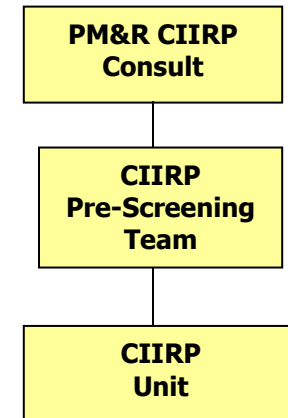 PM&R CIIRP
Consult
CIIRP
Pre-Screening
Team
CIIRP
Unit